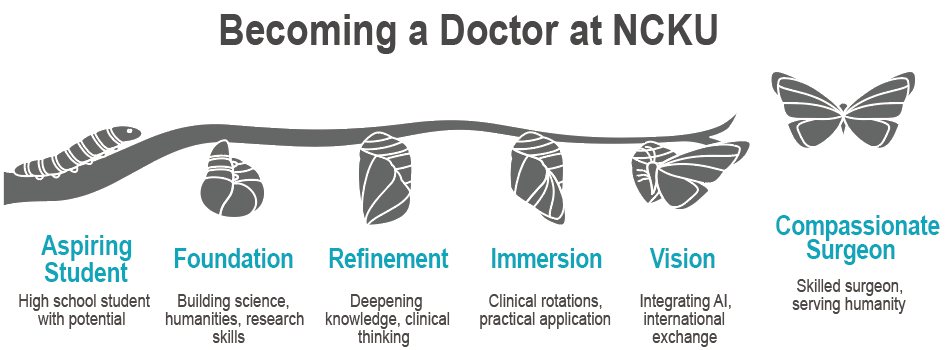 Becoming a Doctor at NCKU
Aspiring
Student
High school student
with potential
Foundation
Building science,
humanities, research
skills
Refinement
Deepening
knowledge, clinical
thinking
Immersion
Clinical rotations,
practical application
Vision
Integrating AI,
international
exchange
Compassionate
Surgeon
Skilled surgeon,
serving humanity